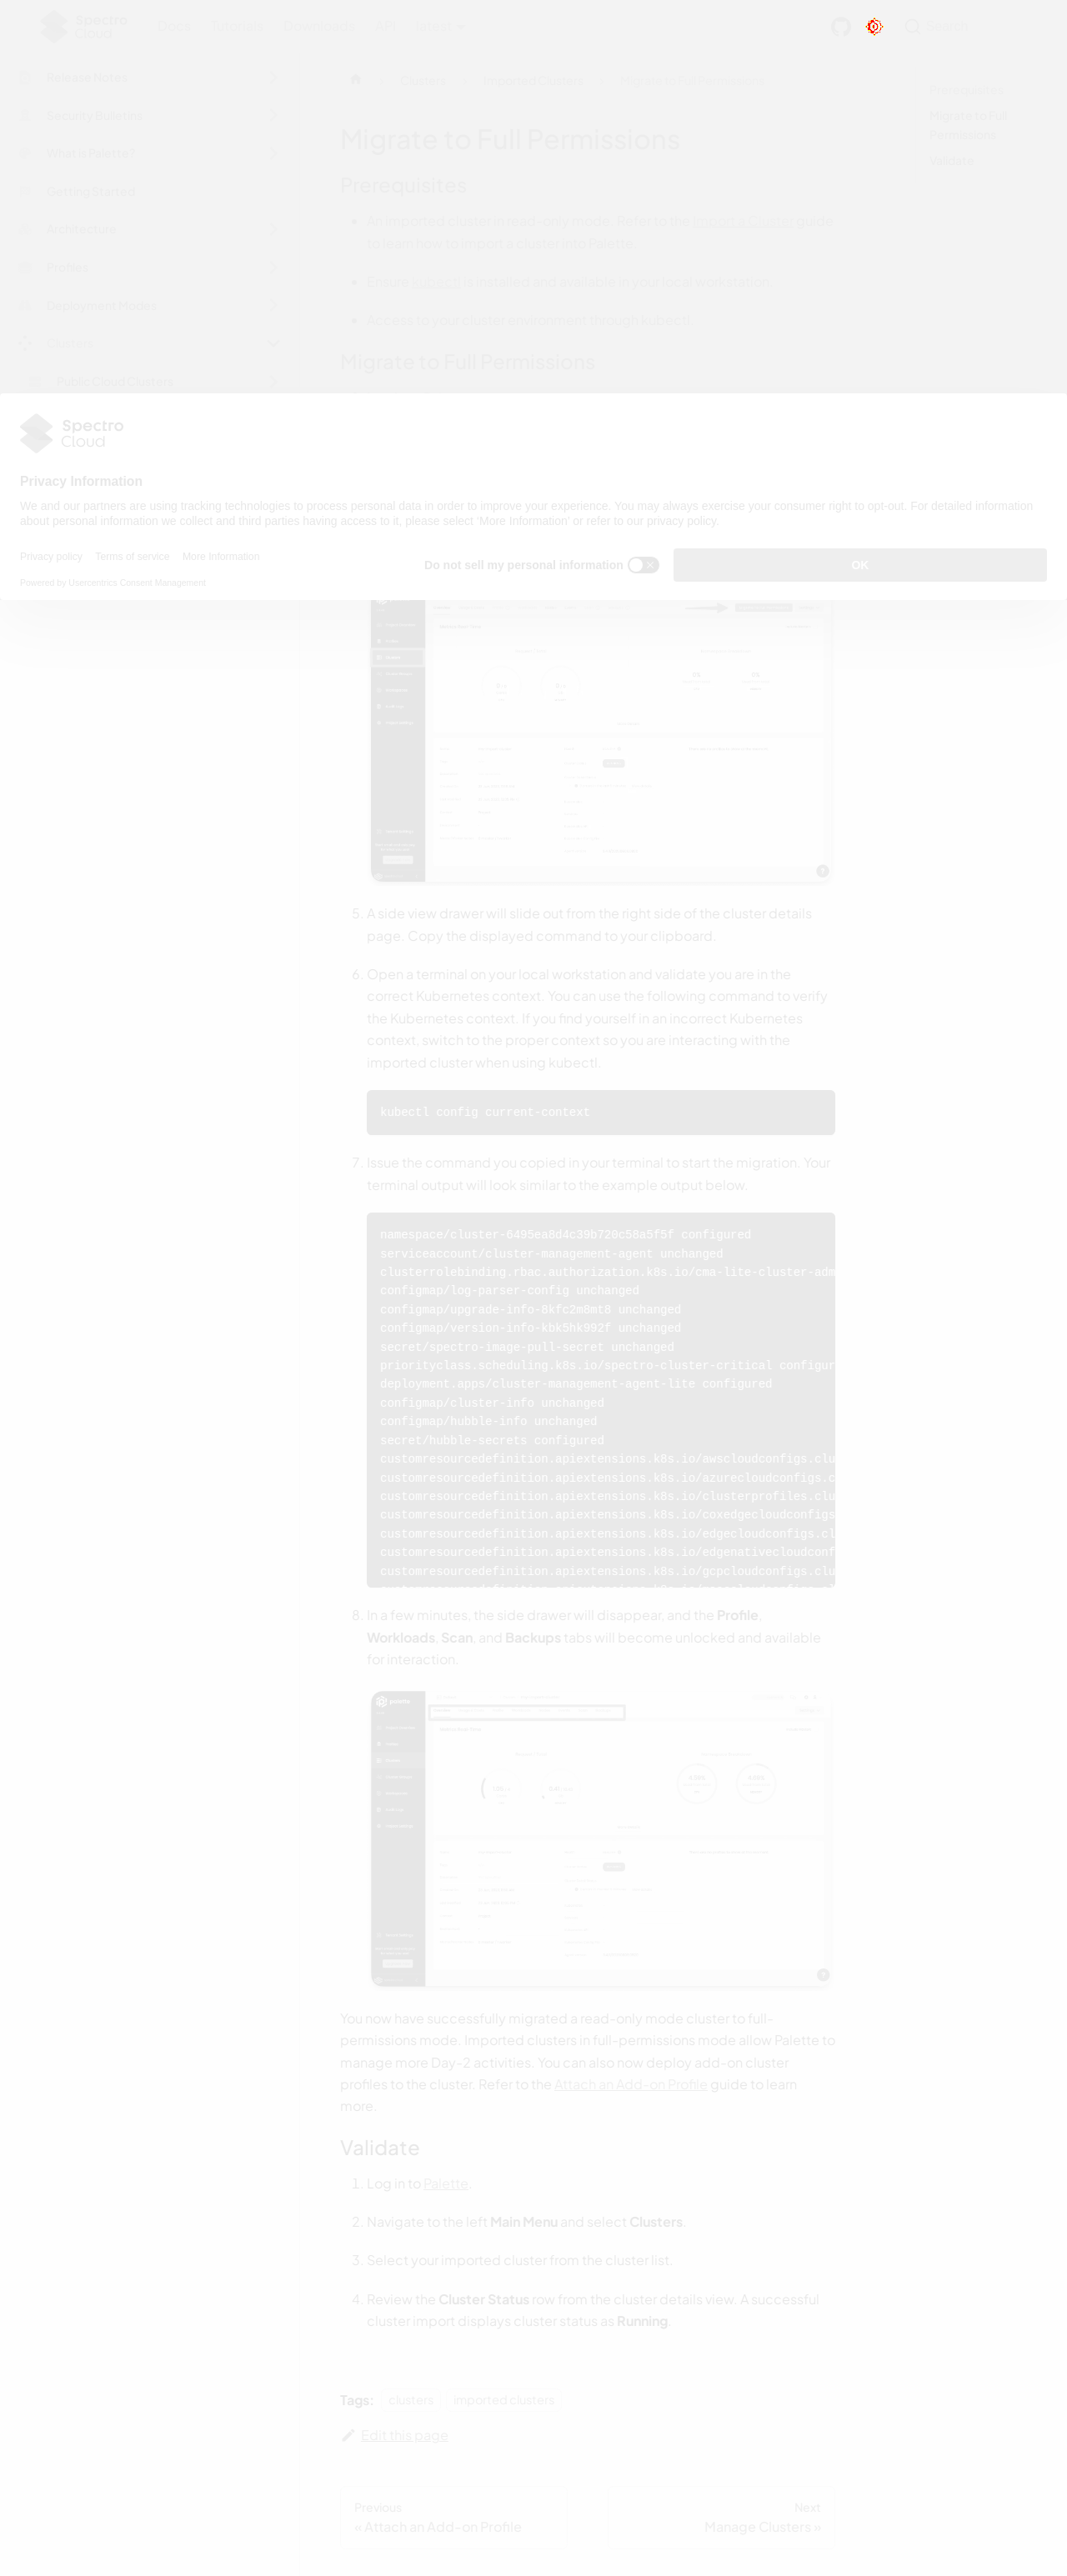 Spectro
Cloud
Docs Tutorials Downloads API latest
Search
Release Notes
Security Bulletins
What is Palette?
Getting Started
Architecture
Profiles
Deployment Modes
Clusters
Public Cloud Clusters
Clusters
Imported Clusters
Migrate to Full Permissions
Migrate to Full Permissions
Prerequisites
An imported cluster in read-only mode. Refer to the Import a Cluster guide
to learn how to import a cluster into Palette.
Ensure kubectl is installed and available in your local workstation.
Access to your cluster environment through kubectl.
Migrate to Full Permissions
Prerequisites
Migrate to Full
Permissions
Validate
Spectro
Cloud
Privacy Information
We and our partners are using tracking technologies to process personal data in order to improve your experience. You may always exercise your consumer right to opt-out. For detailed information
about personal information we collect and third parties having access to it, please select ‘More Information’ or refer to our privacy policy.
Privacy policy Terms of service More Information
Powered by Usercentrics Consent Management
Do not sell my personal information
OK
5. A side view drawer will slide out from the right side of the cluster details
page. Copy the displayed command to your clipboard.
6. Open a terminal on your local workstation and validate you are in the
correct Kubernetes context. You can use the following command to verify
the Kubernetes context. If you find yourself in an incorrect Kubernetes
context, switch to the proper context so you are interacting with the
imported cluster when using kubectl.
kubectl config current-context
7. Issue the command you copied in your terminal to start the migration. Your
terminal output will look similar to the example output below.
namespace/cluster-6495ea8d4c39b720c58a5f5f configured
serviceaccount/cluster-management-agent unchanged
clusterrolebinding.rbac.authorization.k8s.io/cma-lite-cluster-adm
configmap/log-parser-config unchanged
configmap/upgrade-info-8kfc2m8mt8 unchanged
configmap/version-info-kbk5hk992f unchanged
secret/spectro-image-pull-secret unchanged
priorityclass.scheduling.k8s.io/spectro-cluster-critical configur
deployment.apps/cluster-management-agent-lite configured
configmap/cluster-info unchanged
configmap/hubble-info unchanged
secret/hubble-secrets configured
customresourcedefinition.apiextensions.k8s.io/awscloudconfigs.clu
customresourcedefinition.apiextensions.k8s.io/azurecloudconfigs.c
customresourcedefinition.apiextensions.k8s.io/clusterprofiles.clu
customresourcedefinition.apiextensions.k8s.io/coxedgecloudconfigs
customresourcedefinition.apiextensions.k8s.io/edgecloudconfigs.cl
customresourcedefinition.apiextensions.k8s.io/edgenativecloudconf
customresourcedefinition.apiextensions.k8s.io/gcpcloudconfigs.clu
8. In a few minutes, the side drawer will disappear, and the Profile,
Workloads, Scan, and Backups tabs will become unlocked and available
for interaction.
You now have successfully migrated a read-only mode cluster to full-
permissions mode. Imported clusters in full-permissions mode allow Palette to
manage more Day-2 activities. You can also now deploy add-on cluster
profiles to the cluster. Refer to the Attach an Add-on Profile guide to learn
more.
Validate
1. Log in to Palette.
2. Navigate to the left Main Menu and select Clusters.
3. Select your imported cluster from the cluster list.
4. Review the Cluster Status row from the cluster details view. A successful
cluster import displays cluster status as Running.
Tags: clusters imported clusters
Edit this page
Previous
« Attach an Add-on Profile
Next
Manage Clusters »